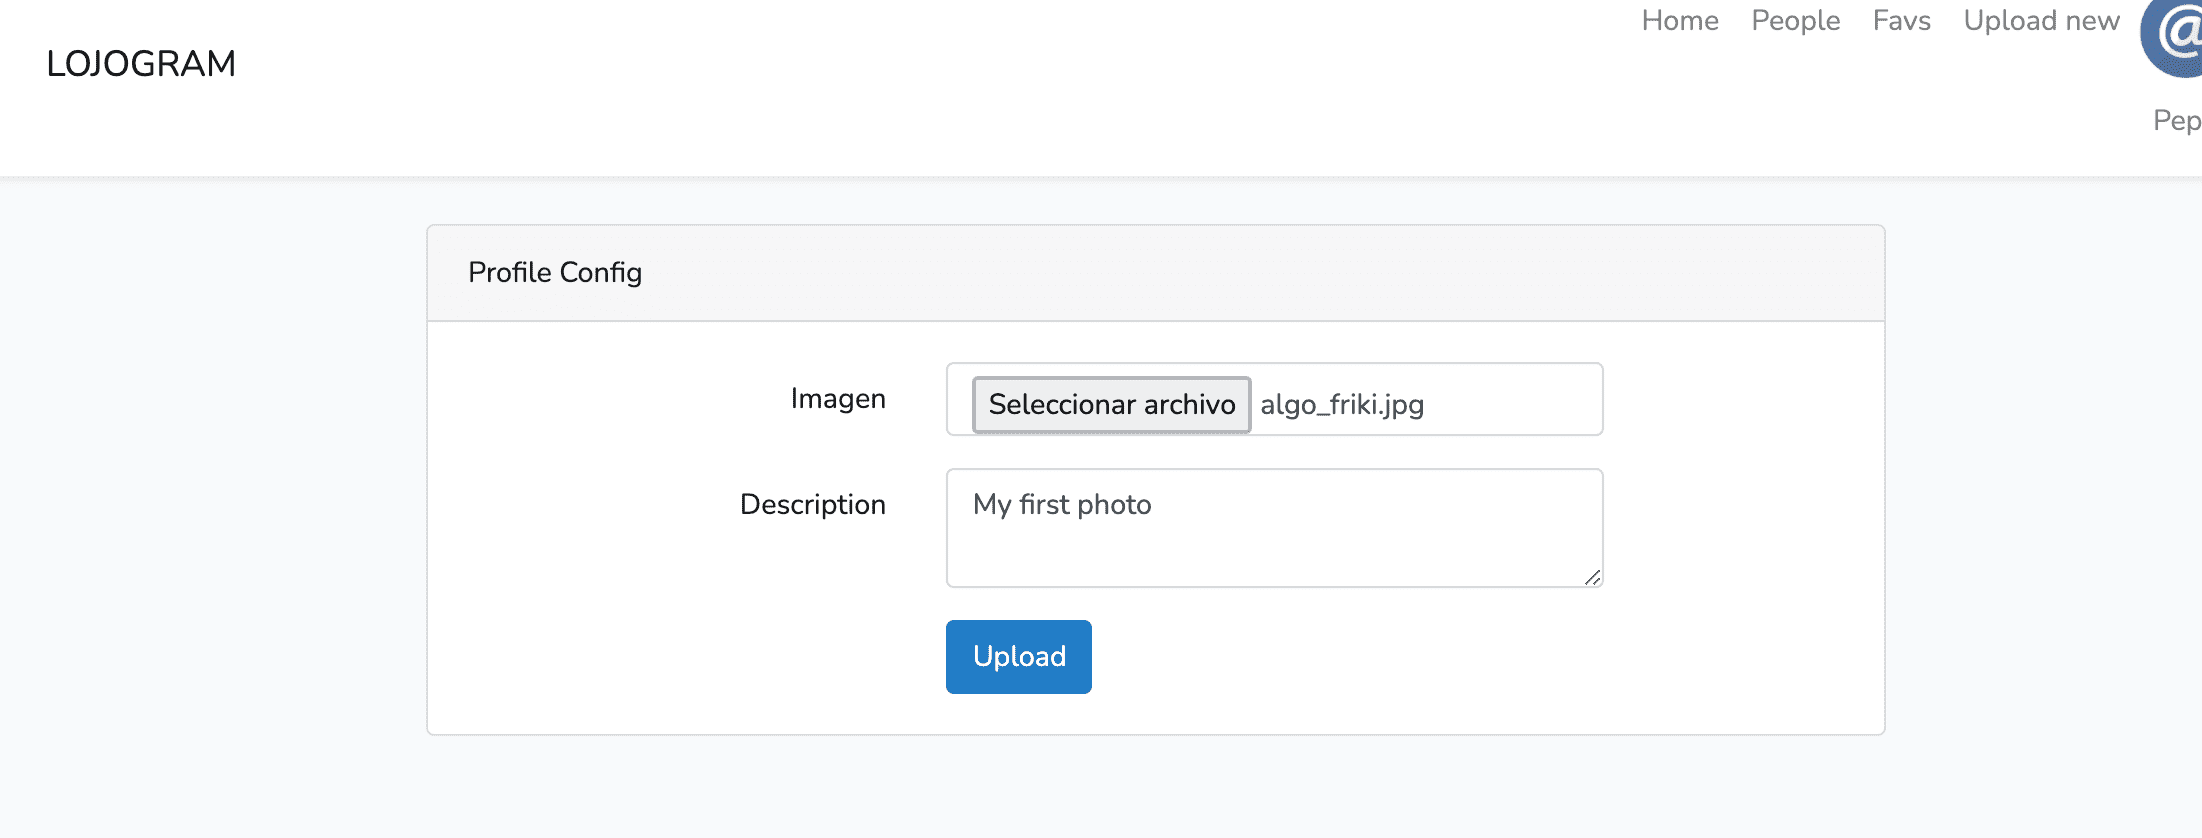 Home People Favs Upload new @
LOJOGRAM
Pep
Profile Config
Imagen Seleccionar archivo algo_friki.jpg
Description My first photo
Upload